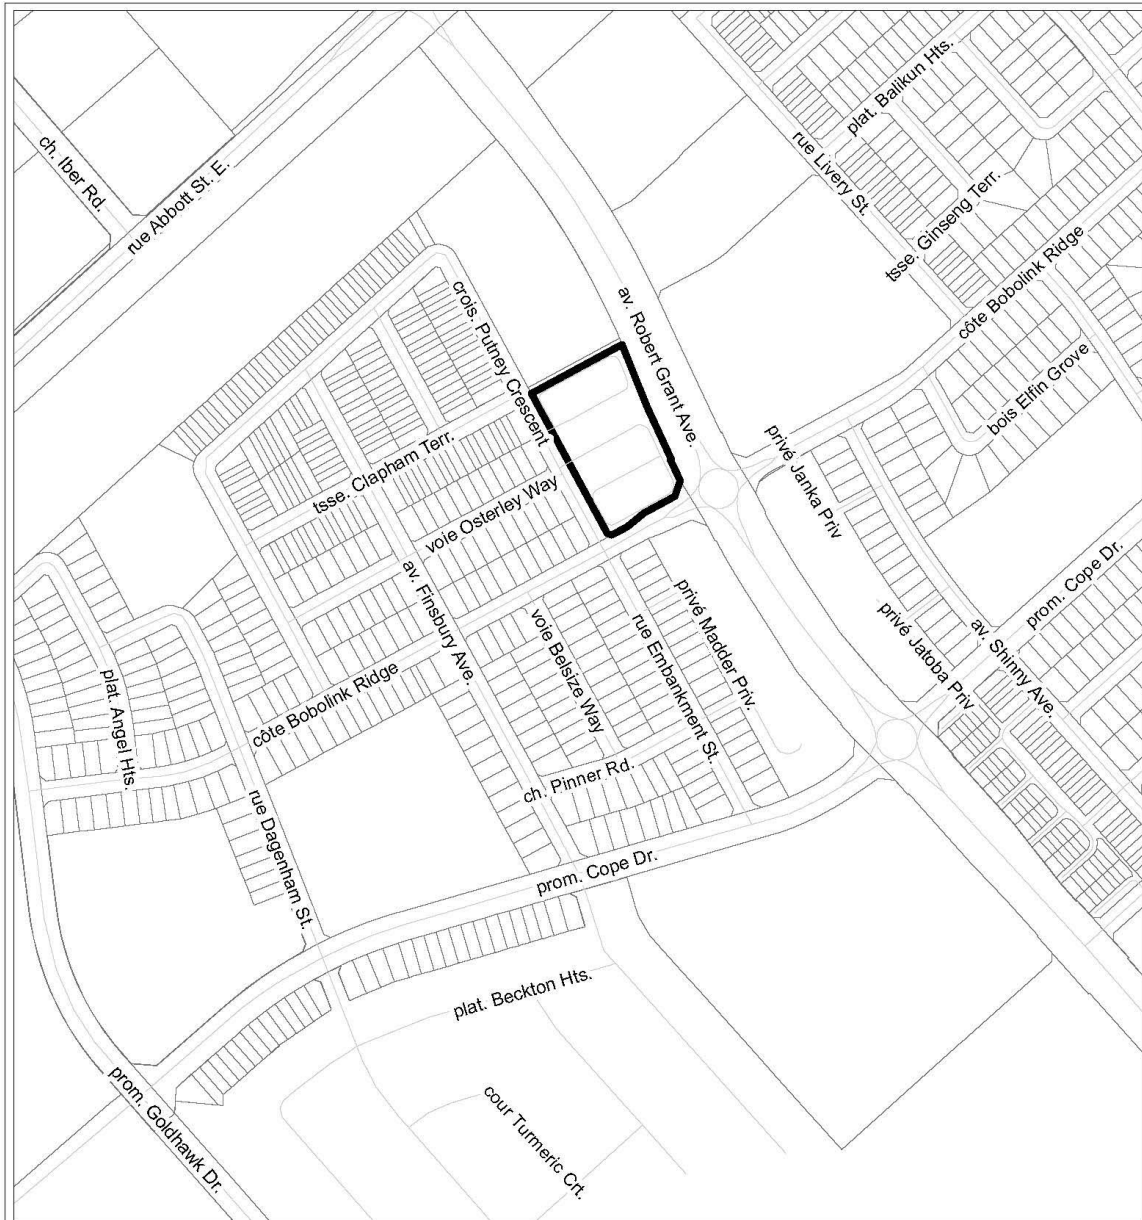 plat. Balikun Hts.
ch. Iber Rd.
rue Abbott St. E.
rue Livery St.
tsse. Ginseng Terr.
côte Bobolink Ridge
crois. Putney Crescent
av. Robert Grant Ave.
bois Elfin Grove
privé Janka Priv
tsse. Clapham Terr.
voie Osterley Way
prom. Cope Dr.
av. Finsbury Ave.
privé Madder Priv.
voie Belsize Way
rue Embankment St.
privé Jatoba Priv
av. Shinny Ave.
plat. Angel Hts.
côte Bobolink Ridge
ch. Pinner Rd.
rue Dagenham St.
prom. Cope Dr.
plat. Beckton Hts.
prom. Goldhawk Dr.
cour Turmeric Crt.